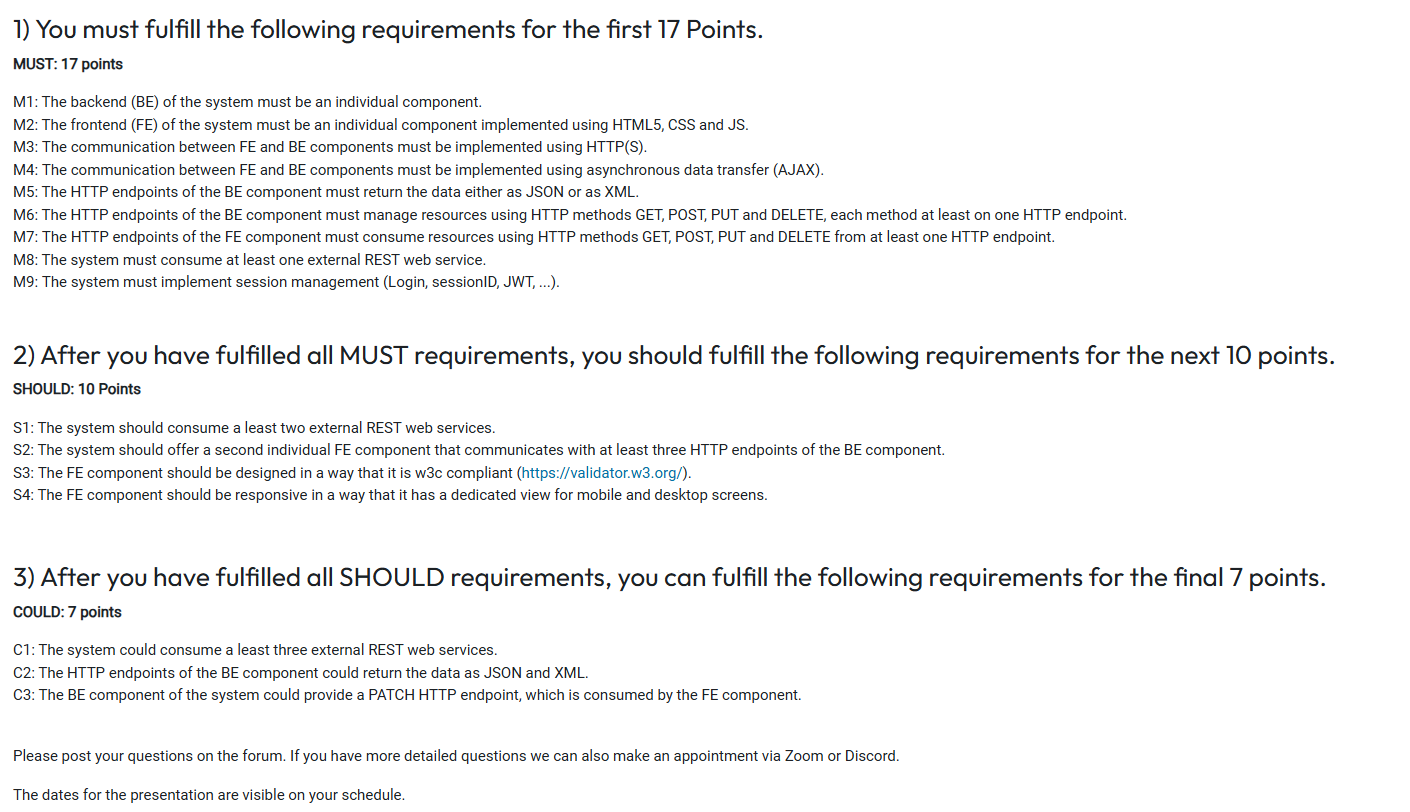 1) You must fulfill the following requirements for the first 17 Points.
MUST: 17 points
M1: The backend (BE) of the system must be an individual component.
M2: The frontend (FE) of the system must be an individual component implemented using HTML5, CSS and JS.
M3: The communication between FE and BE components must be implemented using HTTP(S).
M4: The communication between FE and BE components must be implemented using asynchronous data transfer (AJAX).
M5: The HTTP endpoints of the BE component must return the data either as JSON or as XML.
M6: The HTTP endpoints of the BE component must manage resources using HTTP methods GET, POST, PUT and DELETE, each method at least on one HTTP endpoint.
M7: The HTTP endpoints of the FE component must consume resources using HTTP methods GET, POST, PUT and DELETE from at least one HTTP endpoint.
M8: The system must consume at least one external REST web service.
M9: The system must implement session management (Login, sessionID, JWT, ...).
2) After you have fulfilled all MUST requirements, you should fulfill the following requirements for the next 10 points.
SHOULD: 10 Points
S1: The system should consume a least two external REST web services.
S2: The system should offer a second individual FE component that communicates with at least three HTTP endpoints of the BE component.
S3: The FE component should be designed in a way that it is w3c compliant (https://validator.w3.org/).
S4: The FE component should be responsive in a way that it has a dedicated view for mobile and desktop screens.
3) After you have fulfilled all SHOULD requirements, you can fulfill the following requirements for the final 7 points.
COULD: 7 points
C1: The system could consume a least three external REST web services.
C2: The HTTP endpoints of the BE component could return the data as JSON and XML.
C3: The BE component of the system could provide a PATCH HTTP endpoint, which is consumed by the FE component.
Please post your questions on the forum. If you have more detailed questions we can also make an appointment via Zoom or Discord.
The dates for the presentation are visible on your schedule.